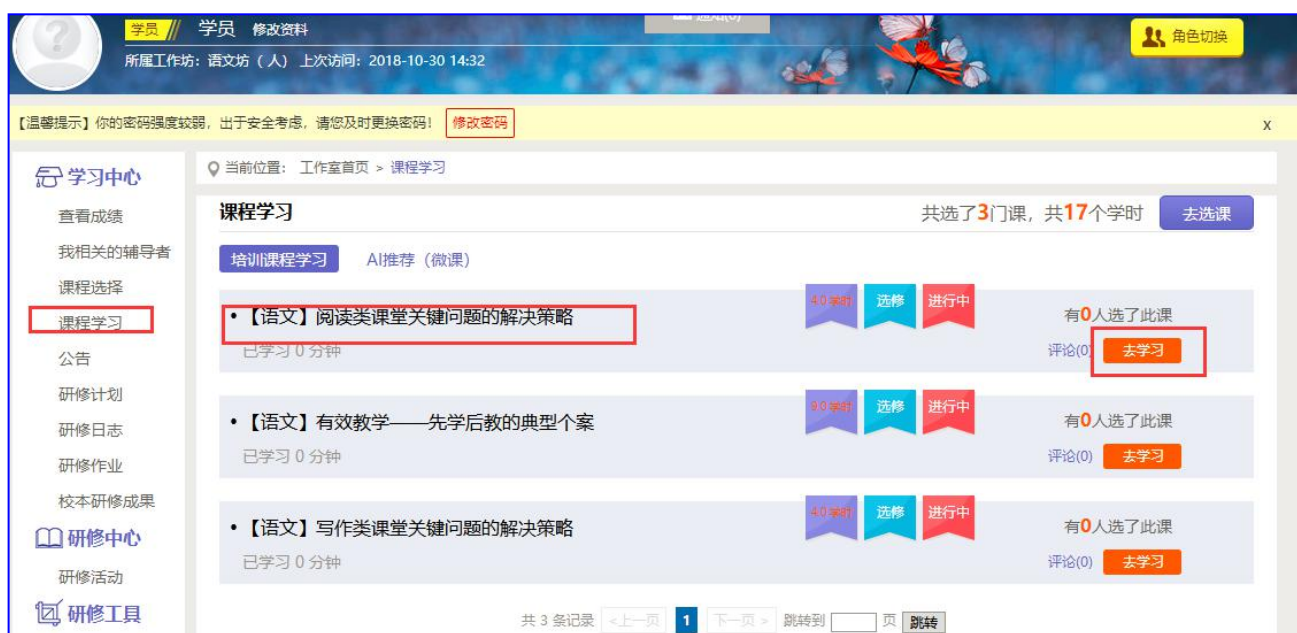 学员 // 学员 修改资料
角色切换
所属工作坊：语文坊（人）上次访问：2018-10-30 14:32
【温馨提示】你的密码强度较弱，出于安全考虑，请您及时更换密码！ 修改密码 x
学习中心
查看成绩
我相关的辅导者
课程选择
课程学习
公告
研修计划
研修日志
研修作业
校本研修成果
研修中心
研修活动
研修工具
当前位置： 工作室首页 > 课程学习
课程学习 共选了3门课，共17个学时 去选课
培训课程学习 AI推荐（微课）
•【语文】阅读类课堂关键问题的解决策略 4.0学时 选修 进行中 有0人选了此课
已学习 0 分钟 评论(0) 去学习
•【语文】有效教学——先学后教的典型个案 9.0学时 选修 进行中 有0人选了此课
已学习 0 分钟 评论(0) 去学习
•【语文】写作类课堂关键问题的解决策略 4.0学时 选修 进行中 有0人选了此课
已学习 0 分钟 评论(0) 去学习
共 3 条记录 <上一页 1 下一页 > 跳转到 页 跳转